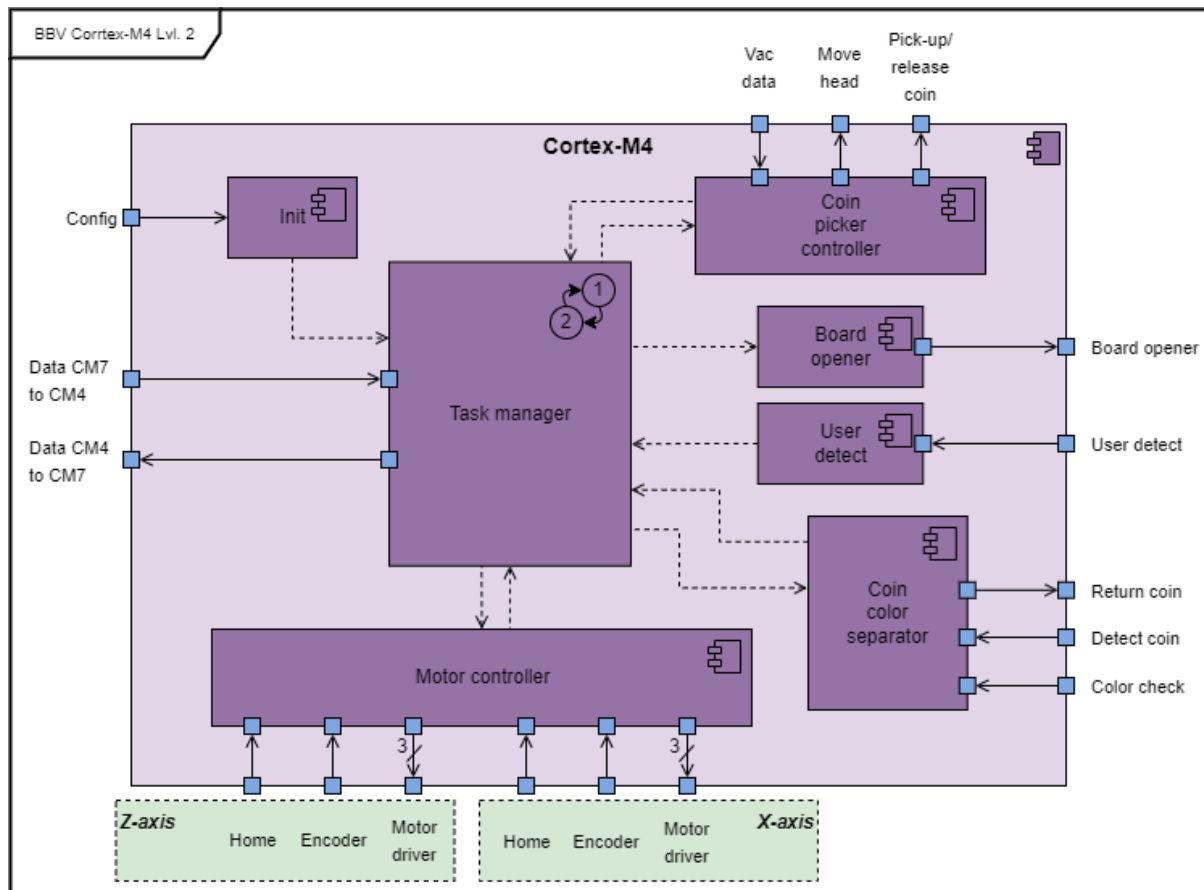 BBV Corrtex-M4 Lvl. 2
Vac
data
Move
head
Pick-up/
release
coin
Cortex-M4
Config
Init
Coin
picker
controller
1
2
Task manager
Board
opener
Board opener
Data CM7
to CM4
User
detect
User detect
Data CM4
to CM7
Coin
color
separator
Return coin
Detect coin
Color check
Motor controller
3
3
Z-axis
Home
Encoder
Motor
driver
X-axis
Home
Encoder
Motor
driver